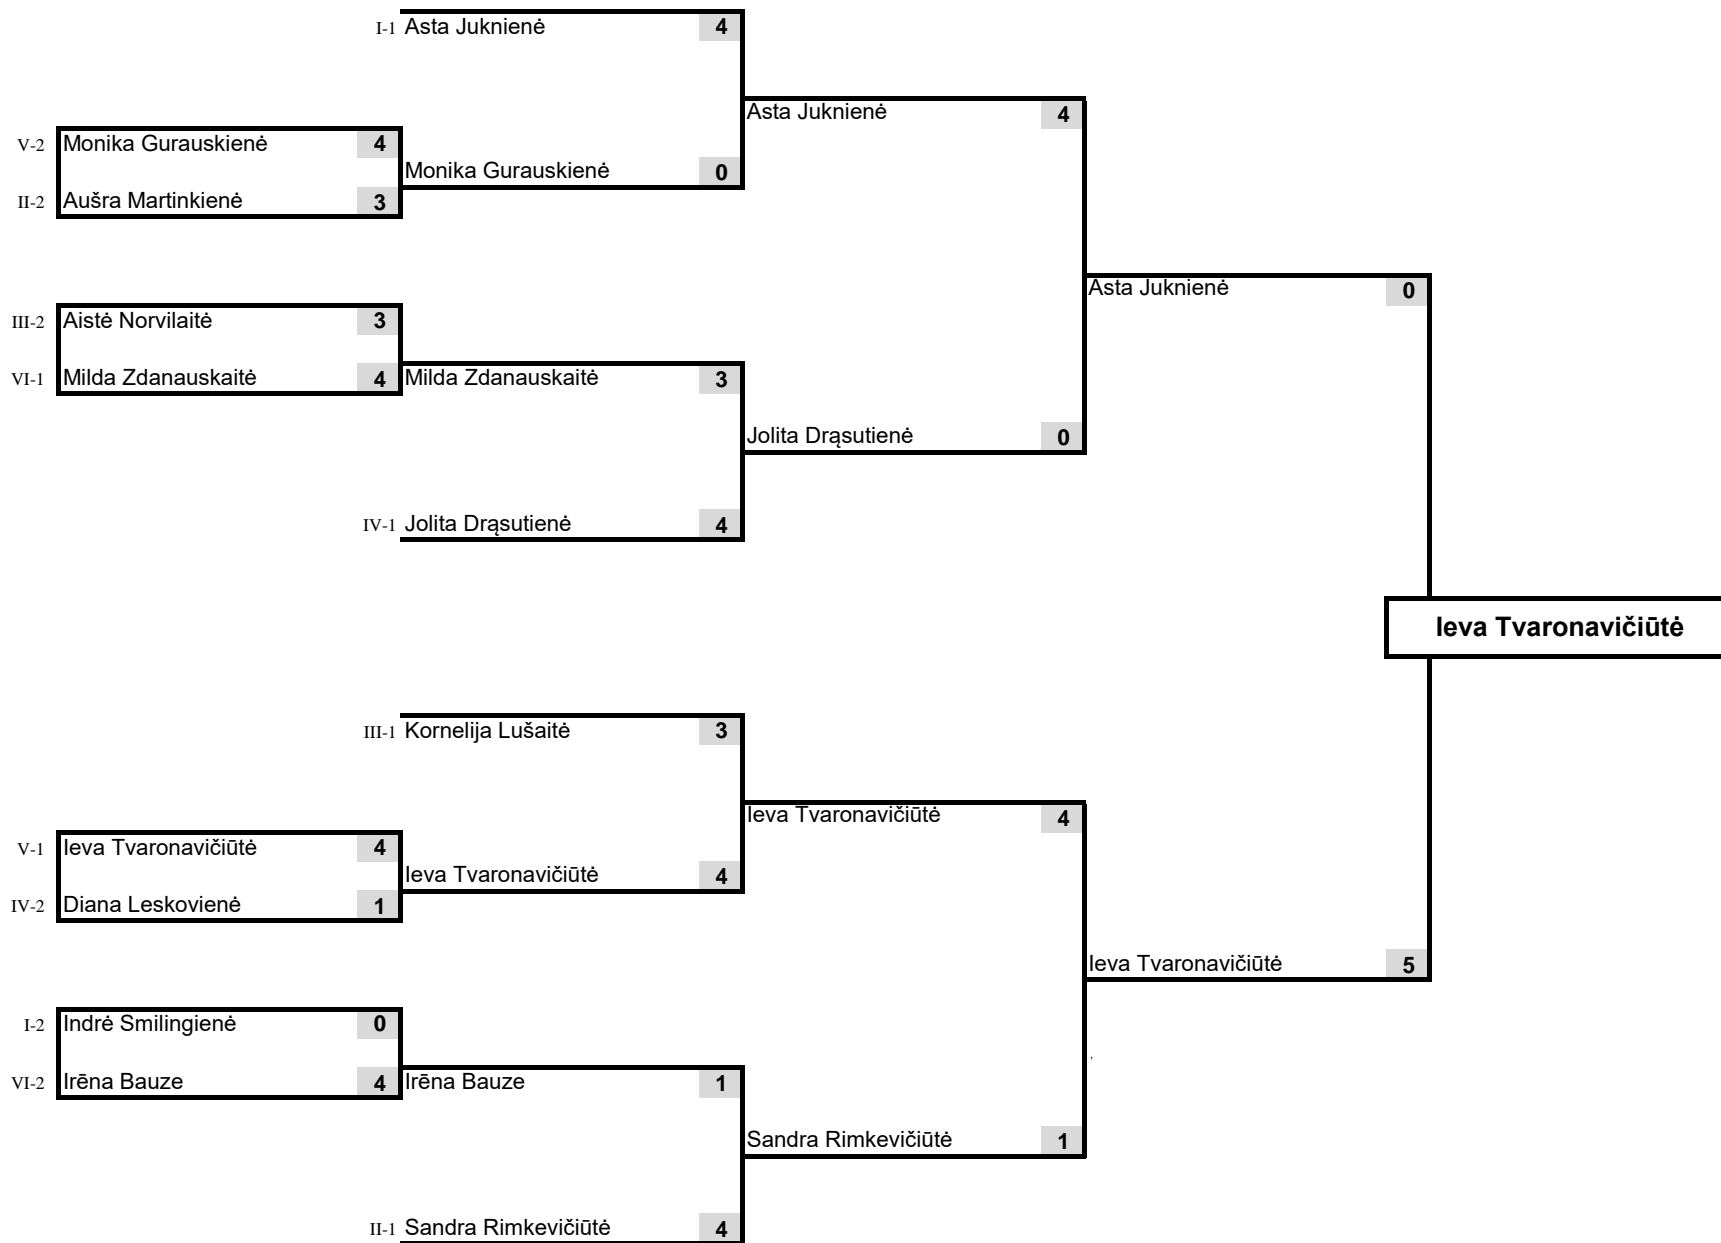 I-1 Asta Juknienė 4
Asta Juknienė 4
V-2 Monika Gurauskienė 4
Monika Gurauskienė 0
II-2 Aušra Martinkienė 3
Asta Juknienė 0
III-2 Aistė Norvilaitė 3
VI-1 Milda Zdanauskaitė 4 Milda Zdanauskaitė 3
Jolita Drąsutienė 0
IV-1 Jolita Drąsutienė 4
Ieva Tvaronavičiūtė
III-1 Kornelija Lušaitė 3
Ieva Tvaronavičiūtė 4
V-1 Ieva Tvaronavičiūtė 4
Ieva Tvaronavičiūtė 4
IV-2 Diana Leskovienė 1
Ieva Tvaronavičiūtė 5
I-2 Indrė Smilingienė 0
VI-2 Irēna Bauze 4 Irēna Bauze 1
Sandra Rimkevičiūtė 1
II-1 Sandra Rimkevičiūtė 4